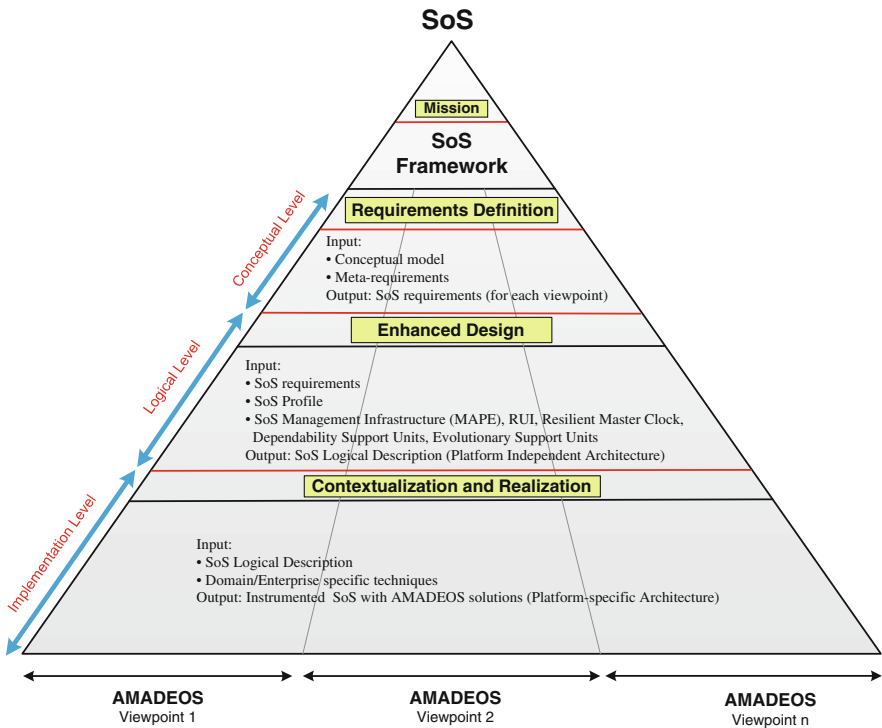 SoS
Mission
SoS
Framework
Requirements Definition
Conceptual Level
Input:
• Conceptual model
• Meta-requirements
Output: SoS requirements (for each viewpoint)
Enhanced Design
Logical Level
Input:
• SoS requirements
• SoS Profile
• SoS Management Infrastructure (MAPE), RUI, Resilient Master Clock,
Dependability Support Units, Evolutionary Support Units
Output: SoS Logical Description (Platform Independent Architecture)
Contextualization and Realization
Implementation Level
Input:
• SoS Logical Description
• Domain/Enterprise specific techniques
Output: Instrumented SoS with AMADEOS solutions (Platform-specific Architecture)
AMADEOS
Viewpoint 1
AMADEOS
Viewpoint 2
AMADEOS
Viewpoint n